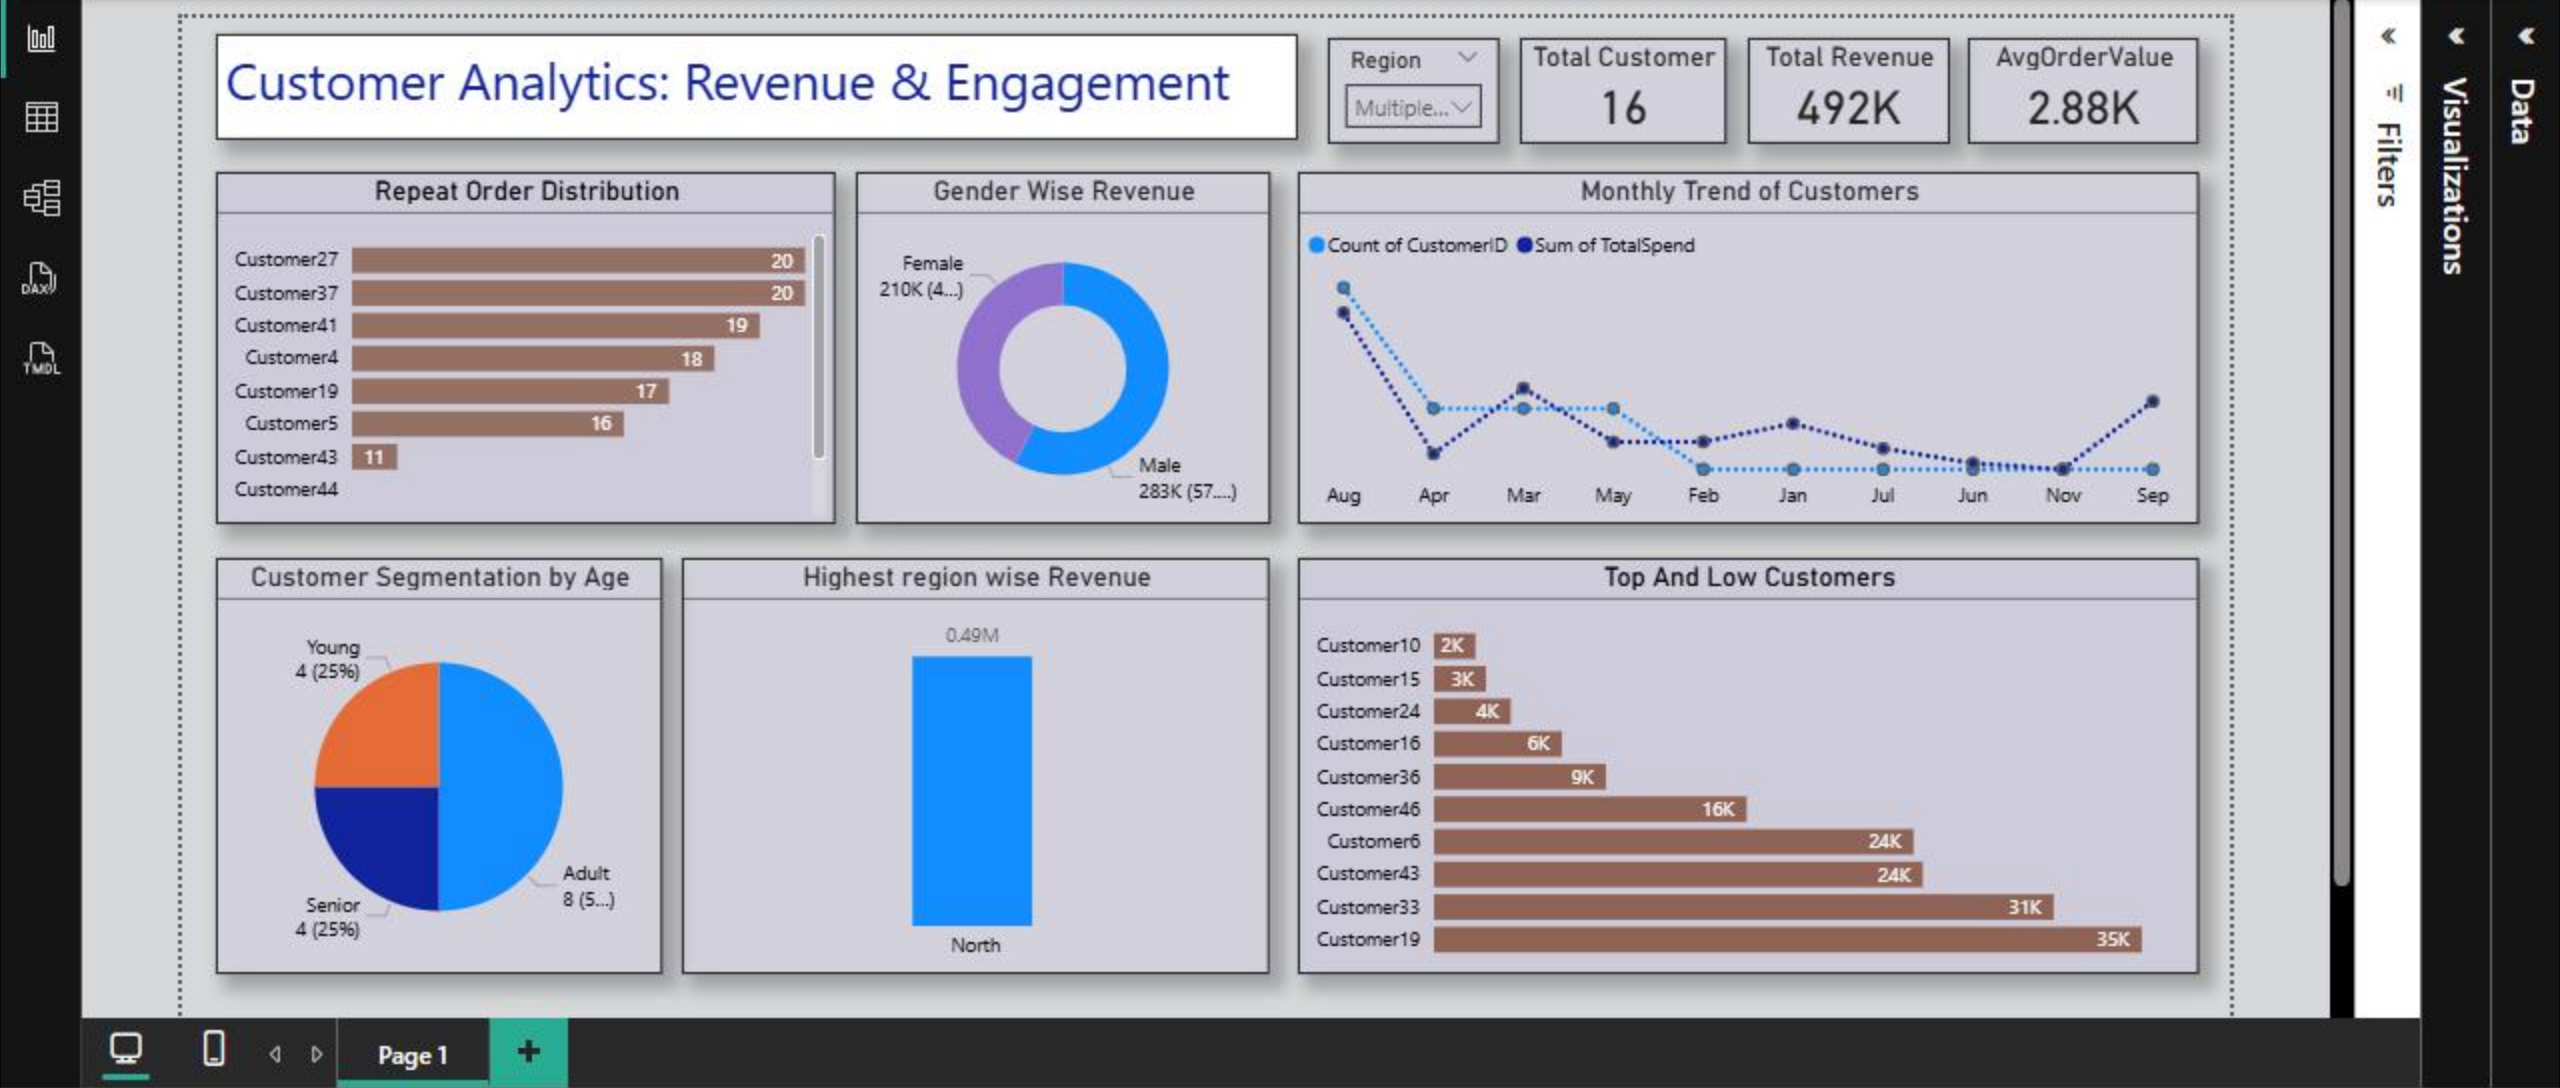 Customer Analytics: Revenue & Engagement
Region
Multiple...
Total Customer
16
Total Revenue
492K
AvgOrderValue
2.88K
Repeat Order Distribution
Customer27
20
Customer37
20
Customer41
19
Customer4
18
Customer19
17
Customer5
16
Customer43
11
Customer44
Gender Wise Revenue
Female
210K (4...)
Male
283K (57....)
Monthly Trend of Customers
Count of CustomerID
Sum of TotalSpend
Aug
Apr
Mar
May
Feb
Jan
Jul
Jun
Nov
Sep
Customer Segmentation by Age
Young
4 (25%)
Adult
8 (5...)
Senior
4 (25%)
Highest region wise Revenue
0.49M
North
Top And Low Customers
Customer10
2K
Customer15
3K
Customer24
4K
Customer16
6K
Customer36
9K
Customer46
16K
Customer6
24K
Customer43
24K
Customer33
31K
Customer19
35K
Filters
Visualizations
Data
DAX
TMDL
Page 1